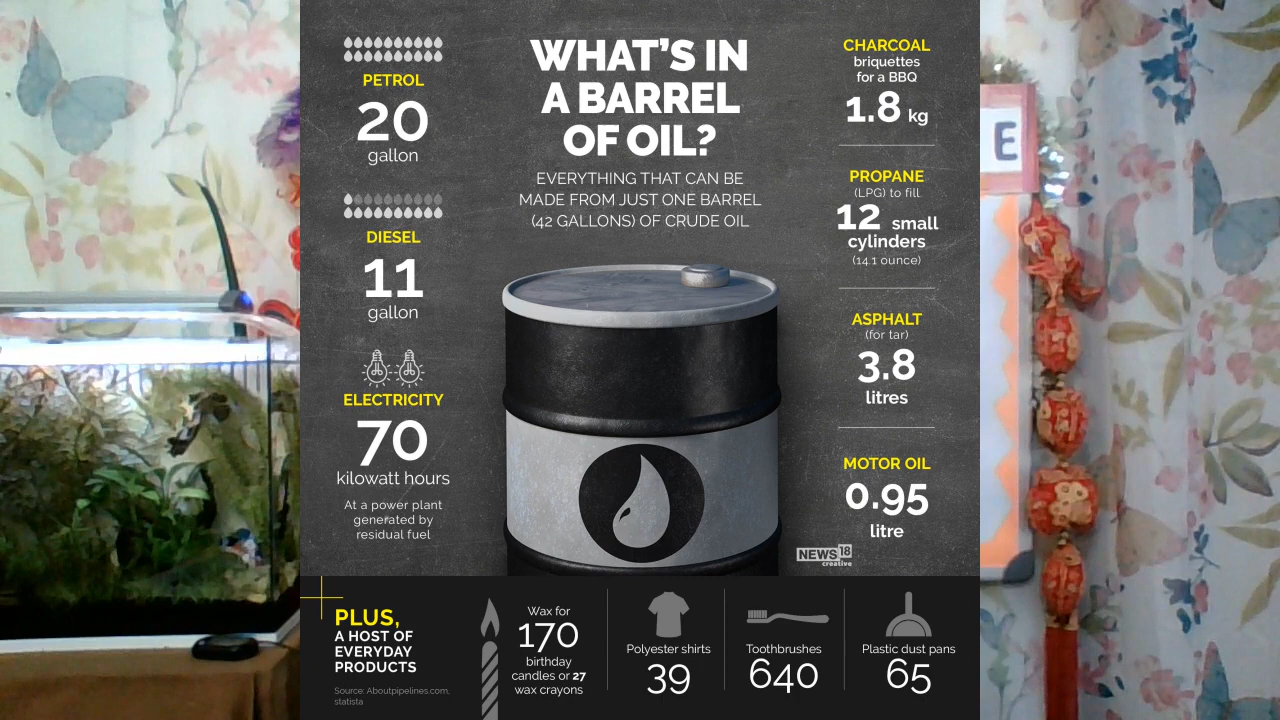 WHAT'S IN
A BARREL
OF OIL?
EVERYTHING THAT CAN BE
MADE FROM JUST ONE BARREL
(42 GALLONS) OF CRUDE OIL
PETROL
20
gallon
DIESEL
11
gallon
ELECTRICITY
70
kilowatt hours
At a power plant
generated by
residual fuel
CHARCOAL
briquettes
for a BBQ
1.8 kg
PROPANE
(LPG) to fill
12 small
cylinders
(14.1 ounce)
ASPHALT
(for tar)
3.8
litres
MOTOR OIL
0.95
litre
NEWS 18
creative
PLUS,
A HOST OF
EVERYDAY
PRODUCTS
Source: Aboutpipelines.com,
statista
Wax for
170
birthday
candles or 27
wax crayons
Polyester shirts
39
Toothbrushes
640
Plastic dust pans
65
E